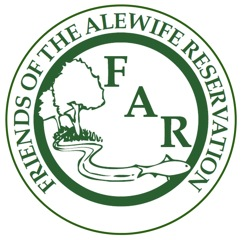 FRIENDS OF THE ALEWIFE RESERVATION
F
A
R